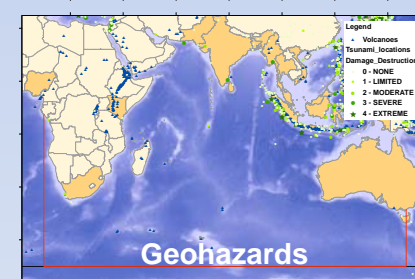 Legend
Volcanoes
Tsunami_locations
Damage_Destruction
0 - NONE
1 - LIMITED
2 - MODERATE
3 - SEVERE
4 - EXTREME
Geohazards